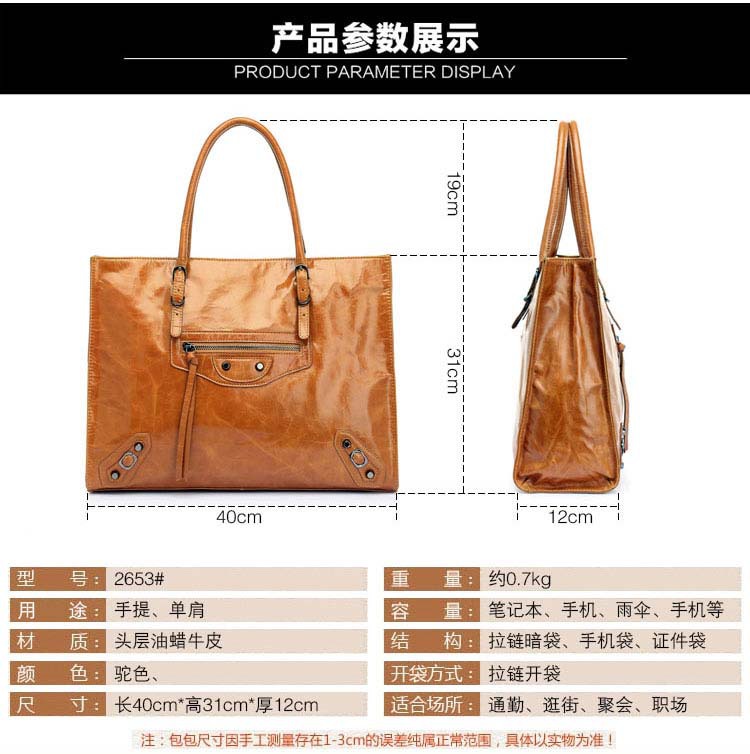 产品参数展示
PRODUCT PARAMETER DISPLAY
19cm
31cm
40cm
12cm
型号： 2653#
重量： 约0.7kg
用途： 手提、单肩
容量： 笔记本、手机、雨伞、手机等
材质： 头层油蜡牛皮
结构： 拉链暗袋、手机袋、证件袋
颜色： 驼色、
开袋方式： 拉链开袋
尺寸： 长40cm*高31cm*厚12cm
适合场所： 通勤、逛街、聚会、职场
注：包包尺寸因手工测量存在1-3cm的误差纯属正常范围，具体以实物为准！